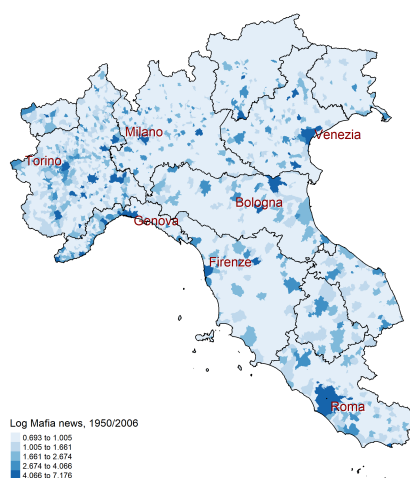 Milano
Venezia
Torino
Bologna
Genova
Firenze
Roma
Log Mafia news, 1950/2006
0.693 to 1.005
1.005 to 1.661
1.661 to 2.674
2.674 to 4.066
4.066 to 7.176